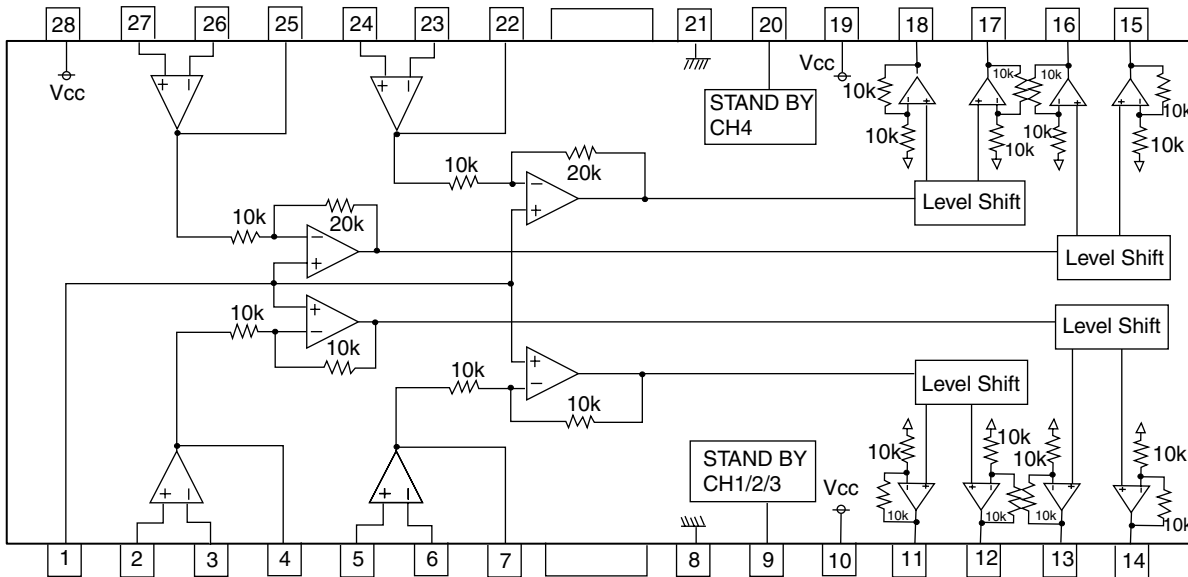 28 27 26 25 24 23 22 21 20 19 18 17 16 15
Vcc
+ −
+ −
STAND BY
CH4
Vcc
10k 10k 10k 10k
− + + − − + + −
10k 10k 10k 10k
10k
20k
−
+
Level Shift
10k
20k
−
+
Level Shift
10k
+
−
10k
Level Shift
10k
+
−
10k
Level Shift
+ −
+ −
STAND BY
CH1/2/3
Vcc
10k 10k 10k 10k
− + + − − + + −
10k 10k 10k 10k
1 2 3 4 5 6 7 8 9 10 11 12 13 14